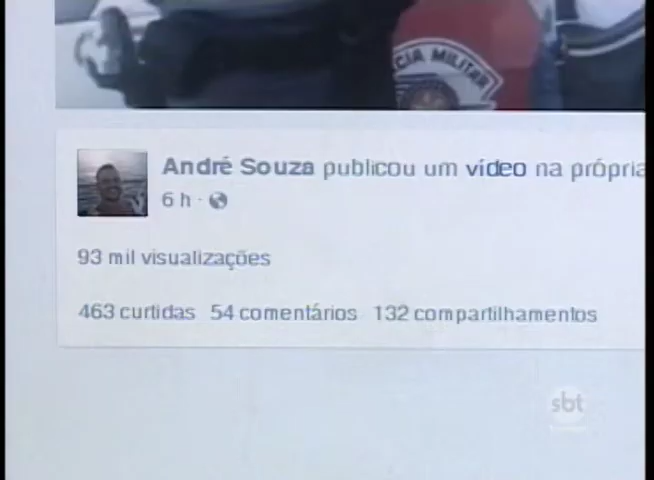 CIA MILITAR
André Souza publicou um vídeo na própria
6 h ·
93 mil visualizações
463 curtidas 54 comentários 132 compartilhamentos
sbt